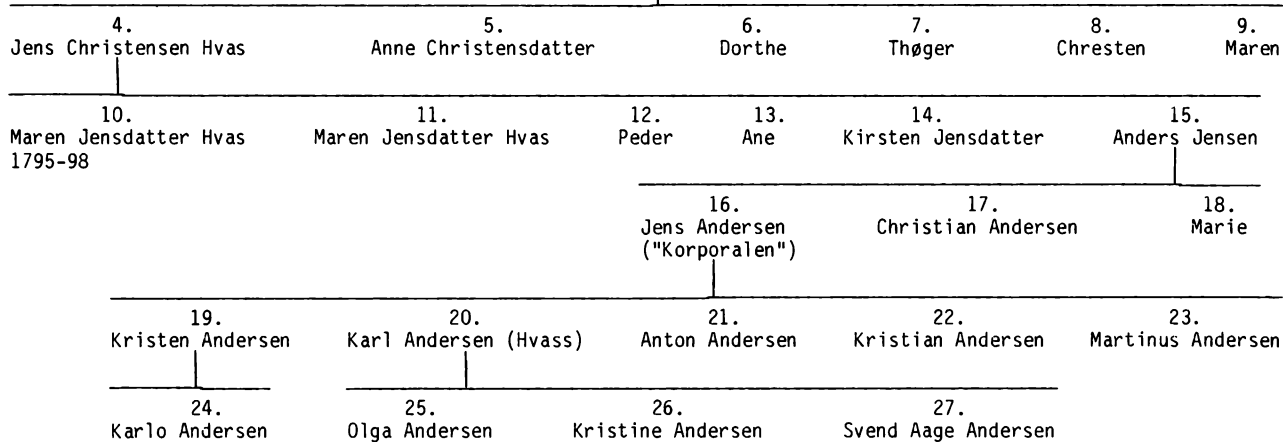 4. 5. 6. 7. 8. 9.
Jens Christensen Hvas Anne Christensdatter Dorthe Thøger Chresten Maren
10. 11. 12. 13. 14. 15.
Maren Jensdatter Hvas Maren Jensdatter Hvas Peder Ane Kirsten Jensdatter Anders Jensen
1795-98
16. 17. 18.
Jens Andersen Christian Andersen Marie
("Korporalen")
19. 20. 21. 22. 23.
Kristen Andersen Karl Andersen (Hvass) Anton Andersen Kristian Andersen Martinus Andersen
24. 25. 26. 27.
Karlo Andersen Olga Andersen Kristine Andersen Svend Aage Andersen